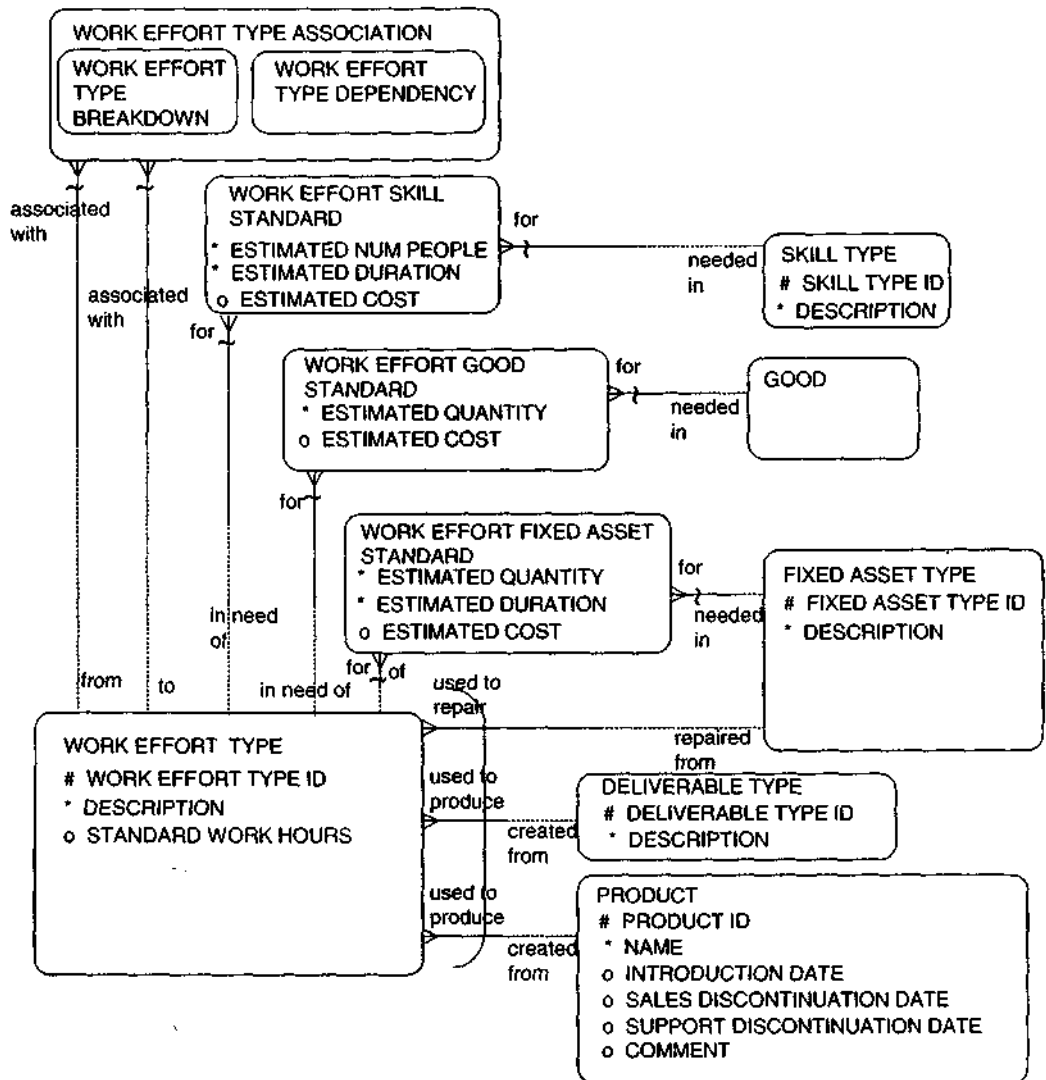 WORK EFFORT TYPE ASSOCIATION
WORK EFFORT
TYPE
BREAKDOWN
WORK EFFORT
TYPE DEPENDENCY
associated
with
associated
with
WORK EFFORT SKILL
STANDARD
* ESTIMATED NUM PEOPLE
* ESTIMATED DURATION
o ESTIMATED COST
for
needed
in
SKILL TYPE
# SKILL TYPE ID
* DESCRIPTION
for
WORK EFFORT GOOD
STANDARD
* ESTIMATED QUANTITY
o ESTIMATED COST
for
needed
in
GOOD
for
WORK EFFORT FIXED ASSET
STANDARD
* ESTIMATED QUANTITY
* ESTIMATED DURATION
o ESTIMATED COST
for
needed
in
FIXED ASSET TYPE
# FIXED ASSET TYPE ID
* DESCRIPTION
from
to
in need
of
in need of
for
of
used to
repair
repaired
from
WORK EFFORT TYPE
# WORK EFFORT TYPE ID
* DESCRIPTION
o STANDARD WORK HOURS
used to
produce
created
from
DELIVERABLE TYPE
# DELIVERABLE TYPE ID
* DESCRIPTION
used to
produce
created
from
PRODUCT
# PRODUCT ID
* NAME
o INTRODUCTION DATE
o SALES DISCONTINUATION DATE
o SUPPORT DISCONTINUATION DATE
o COMMENT